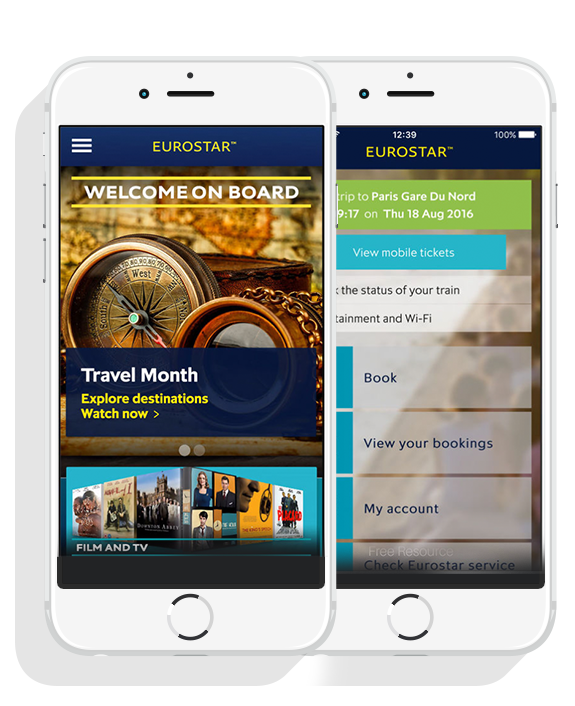 EUROSTAR™
WELCOME ON BOARD
Travel Month
Explore destinations
Watch now >
DOWNTON ABBEY
FILM AND TV
12:39
100%
EUROSTAR™
trip to Paris Gare Du Nord
9:17 on Thu 18 Aug 2016
View mobile tickets
the status of your train
tainment and Wi-Fi
Book
View your bookings
My account
Free Resource
Check Eurostar service